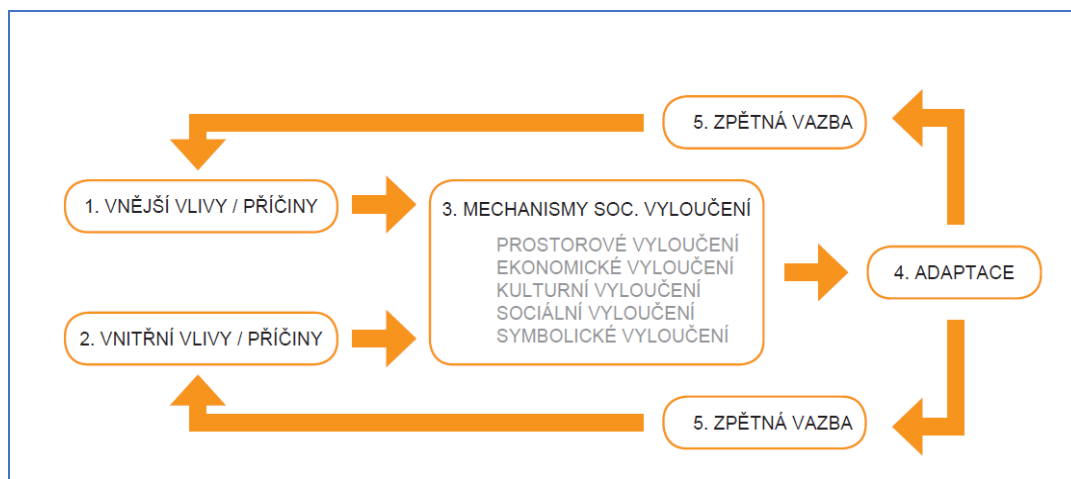 5. ZPĚTNÁ VAZBA
1. VNĚJŠÍ VLIVY / PŘÍČINY
3. MECHANISMY SOC. VYLOUČENÍ
PROSTOROVÉ VYLOUČENÍ
EKONOMICKÉ VYLOUČENÍ
KULTURNÍ VYLOUČENÍ
SOCIÁLNÍ VYLOUČENÍ
SYMBOLICKÉ VYLOUČENÍ
4. ADAPTACE
2. VNITŘNÍ VLIVY / PŘÍČINY
5. ZPĚTNÁ VAZBA